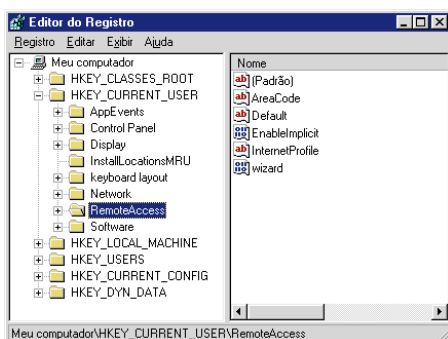 Editor do Registro
Registro Editar Exibir Ajuda
Meu computador
HKEY_CLASSES_ROOT
HKEY_CURRENT_USER
AppEvents
Control Panel
Display
InstallLocationsMRU
keyboard layout
Network
RemoteAccess
Software
HKEY_LOCAL_MACHINE
HKEY_USERS
HKEY_CURRENT_CONFIG
HKEY_DYN_DATA
Nome
(Padrão)
AreaCode
Default
EnableImplicit
InternetProfile
wizard
Meu computador\HKEY_CURRENT_USER\RemoteAccess